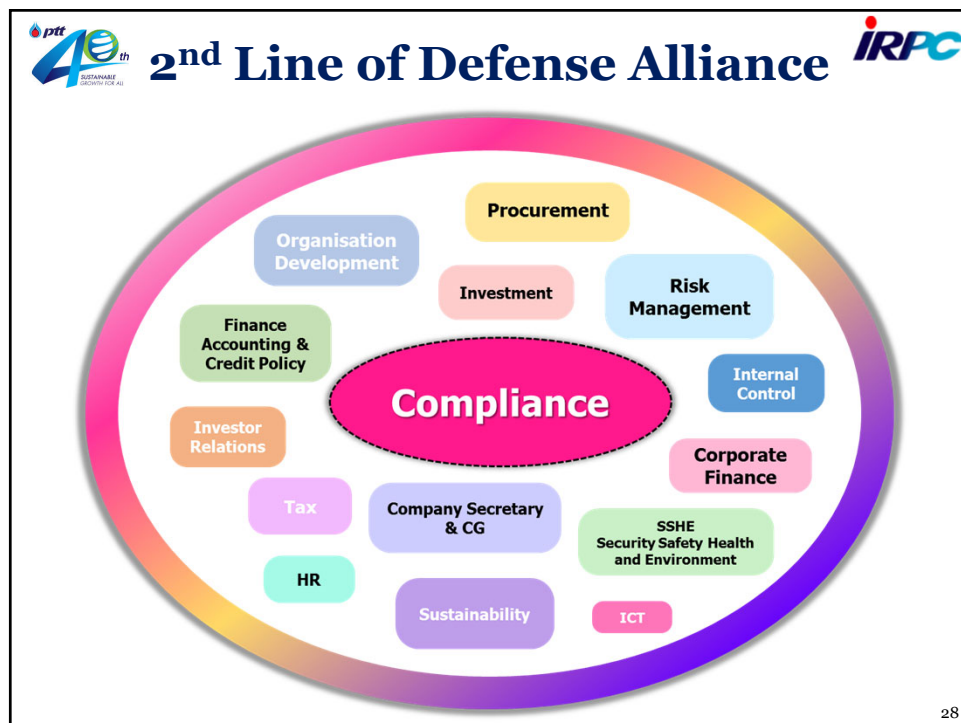 ptt
40th
SUSTAINABLE
GROWTH FOR ALL
2nd Line of Defense Alliance
iRPC
Procurement
Organisation
Development
Investment
Risk
Management
Finance
Accounting &
Credit Policy
Compliance
Internal
Control
Investor
Relations
Corporate
Finance
Tax
Company Secretary
& CG
SSHE
Security Safety Health
and Environment
HR
Sustainability
ICT
28